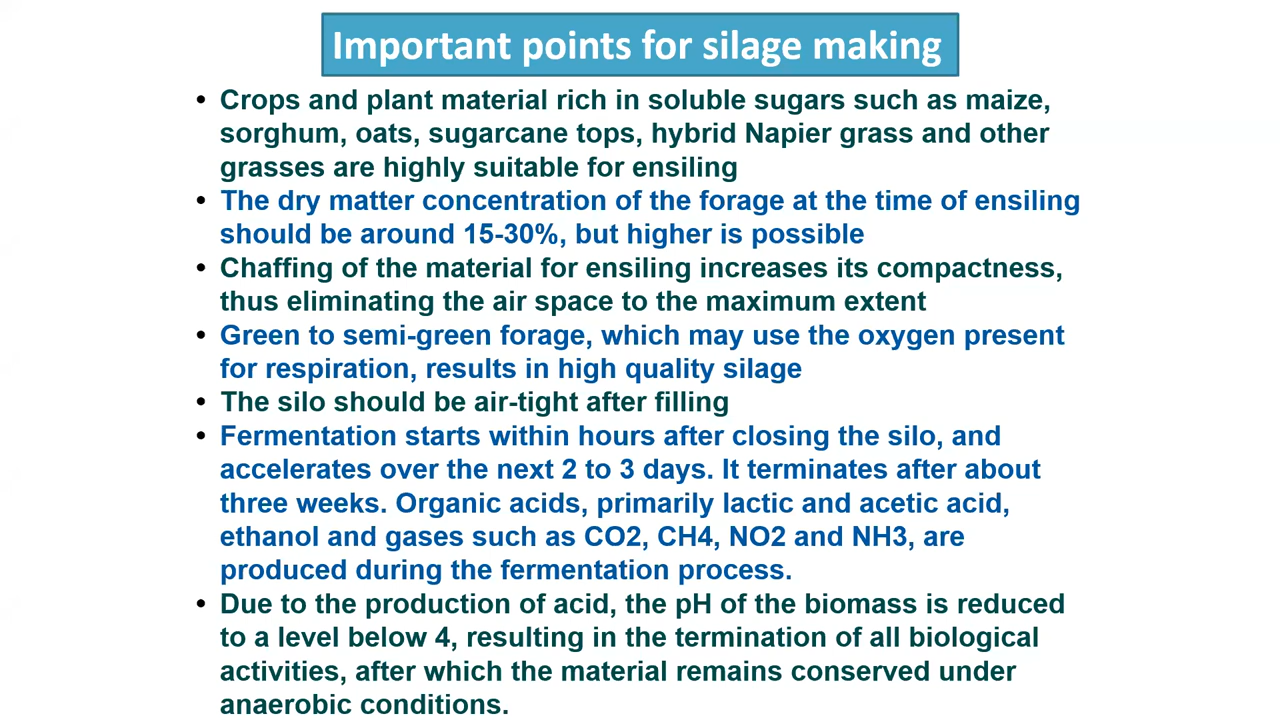 Important points for silage making
• Crops and plant material rich in soluble sugars such as maize,
sorghum, oats, sugarcane tops, hybrid Napier grass and other
grasses are highly suitable for ensiling
• The dry matter concentration of the forage at the time of ensiling
should be around 15-30%, but higher is possible
• Chaffing of the material for ensiling increases its compactness,
thus eliminating the air space to the maximum extent
• Green to semi-green forage, which may use the oxygen present
for respiration, results in high quality silage
• The silo should be air-tight after filling
• Fermentation starts within hours after closing the silo, and
accelerates over the next 2 to 3 days. It terminates after about
three weeks. Organic acids, primarily lactic and acetic acid,
ethanol and gases such as CO2, CH4, NO2 and NH3, are
produced during the fermentation process.
• Due to the production of acid, the pH of the biomass is reduced
to a level below 4, resulting in the termination of all biological
activities, after which the material remains conserved under
anaerobic conditions.